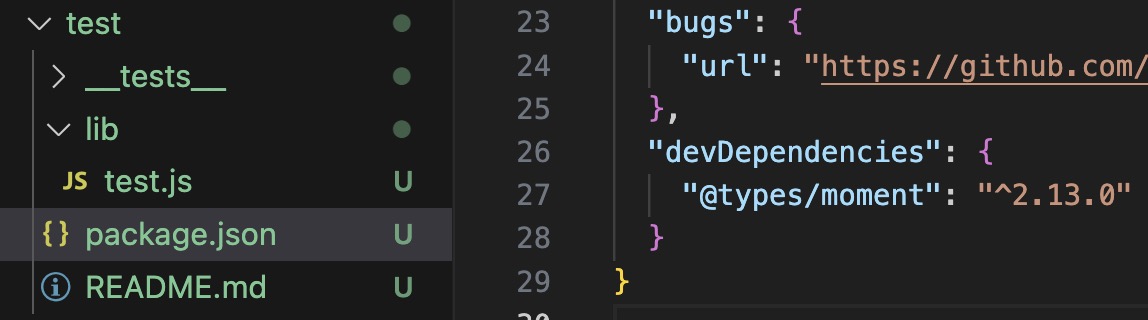 test
__tests__
lib
JS test.js U
{} package.json U
README.md U
23 "bugs": {
24 "url": "https://github.com/
25 },
26 "devDependencies": {
27 "@types/moment": "^2.13.0"
28 }
29 }